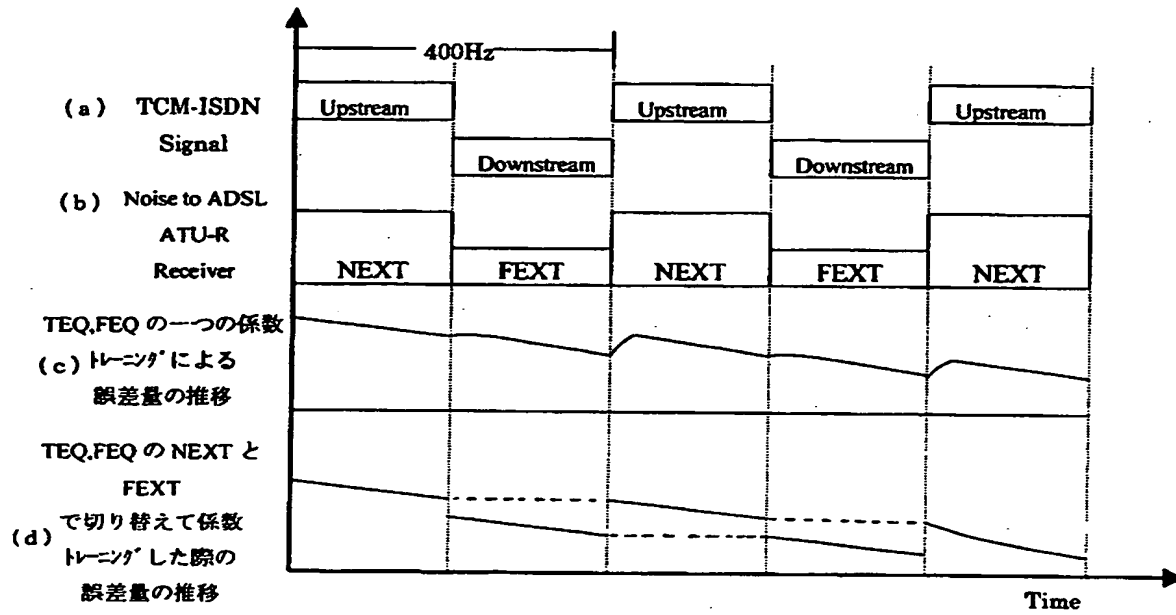 400Hz
(a) TCM-ISDN
Signal
Upstream
Upstream
Upstream
Downstream
Downstream
(b) Noise to ADSL
ATU-R
Receiver
NEXT
FEXT
NEXT
FEXT
NEXT
TEQ,FEQ の一つの係数
(c) トレーニングによる
誤差量の推移
TEQ,FEQ の NEXT と
FEXT
(d) で切り替えて係数
トレーニングした際の
誤差量の推移
Time